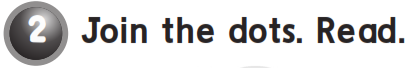 2 Join the dots. Read.